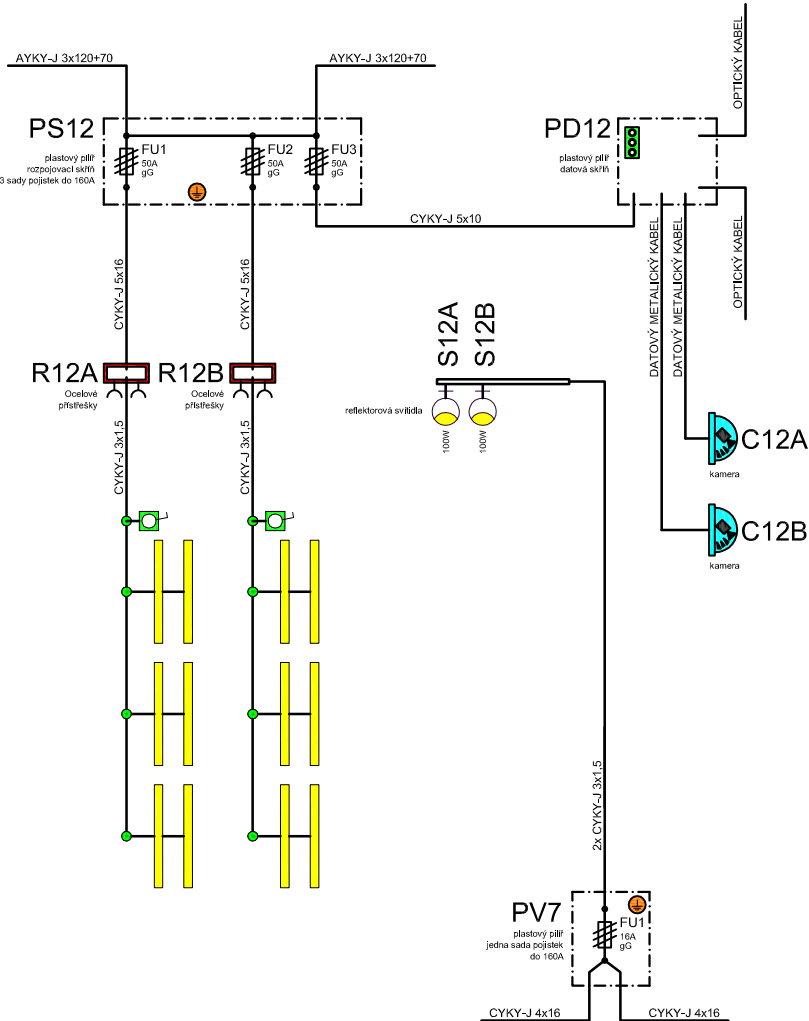 AYKY-J 3x120+70
AYKY-J 3x120+70
OPTICKÝ KABEL
PS12
plastový pilíř
rozpojovací skříň
3 sady pojistek do 160A
FU1
50A
gG
FU2
50A
gG
FU3
50A
gG
PD12
plastový pilíř
datová skříň
CYKY-J 5x10
OPTICKÝ KABEL
DATOVÝ METALICKÝ KABEL
DATOVÝ METALICKÝ KABEL
CYKY-J 5x16
CYKY-J 5x16
S12A
S12B
R12A
Ocelové
přístřešky
R12B
Ocelové
přístřešky
reflektorová svítidla
100W
100W
CYKY-J 3x1,5
CYKY-J 3x1,5
C12A
kamera
C12B
kamera
2x CYKY-J 3x1,5
PV7
plastový pilíř
jedna sada pojistek
do 160A
FU1
16A
gG
CYKY-J 4x16
CYKY-J 4x16